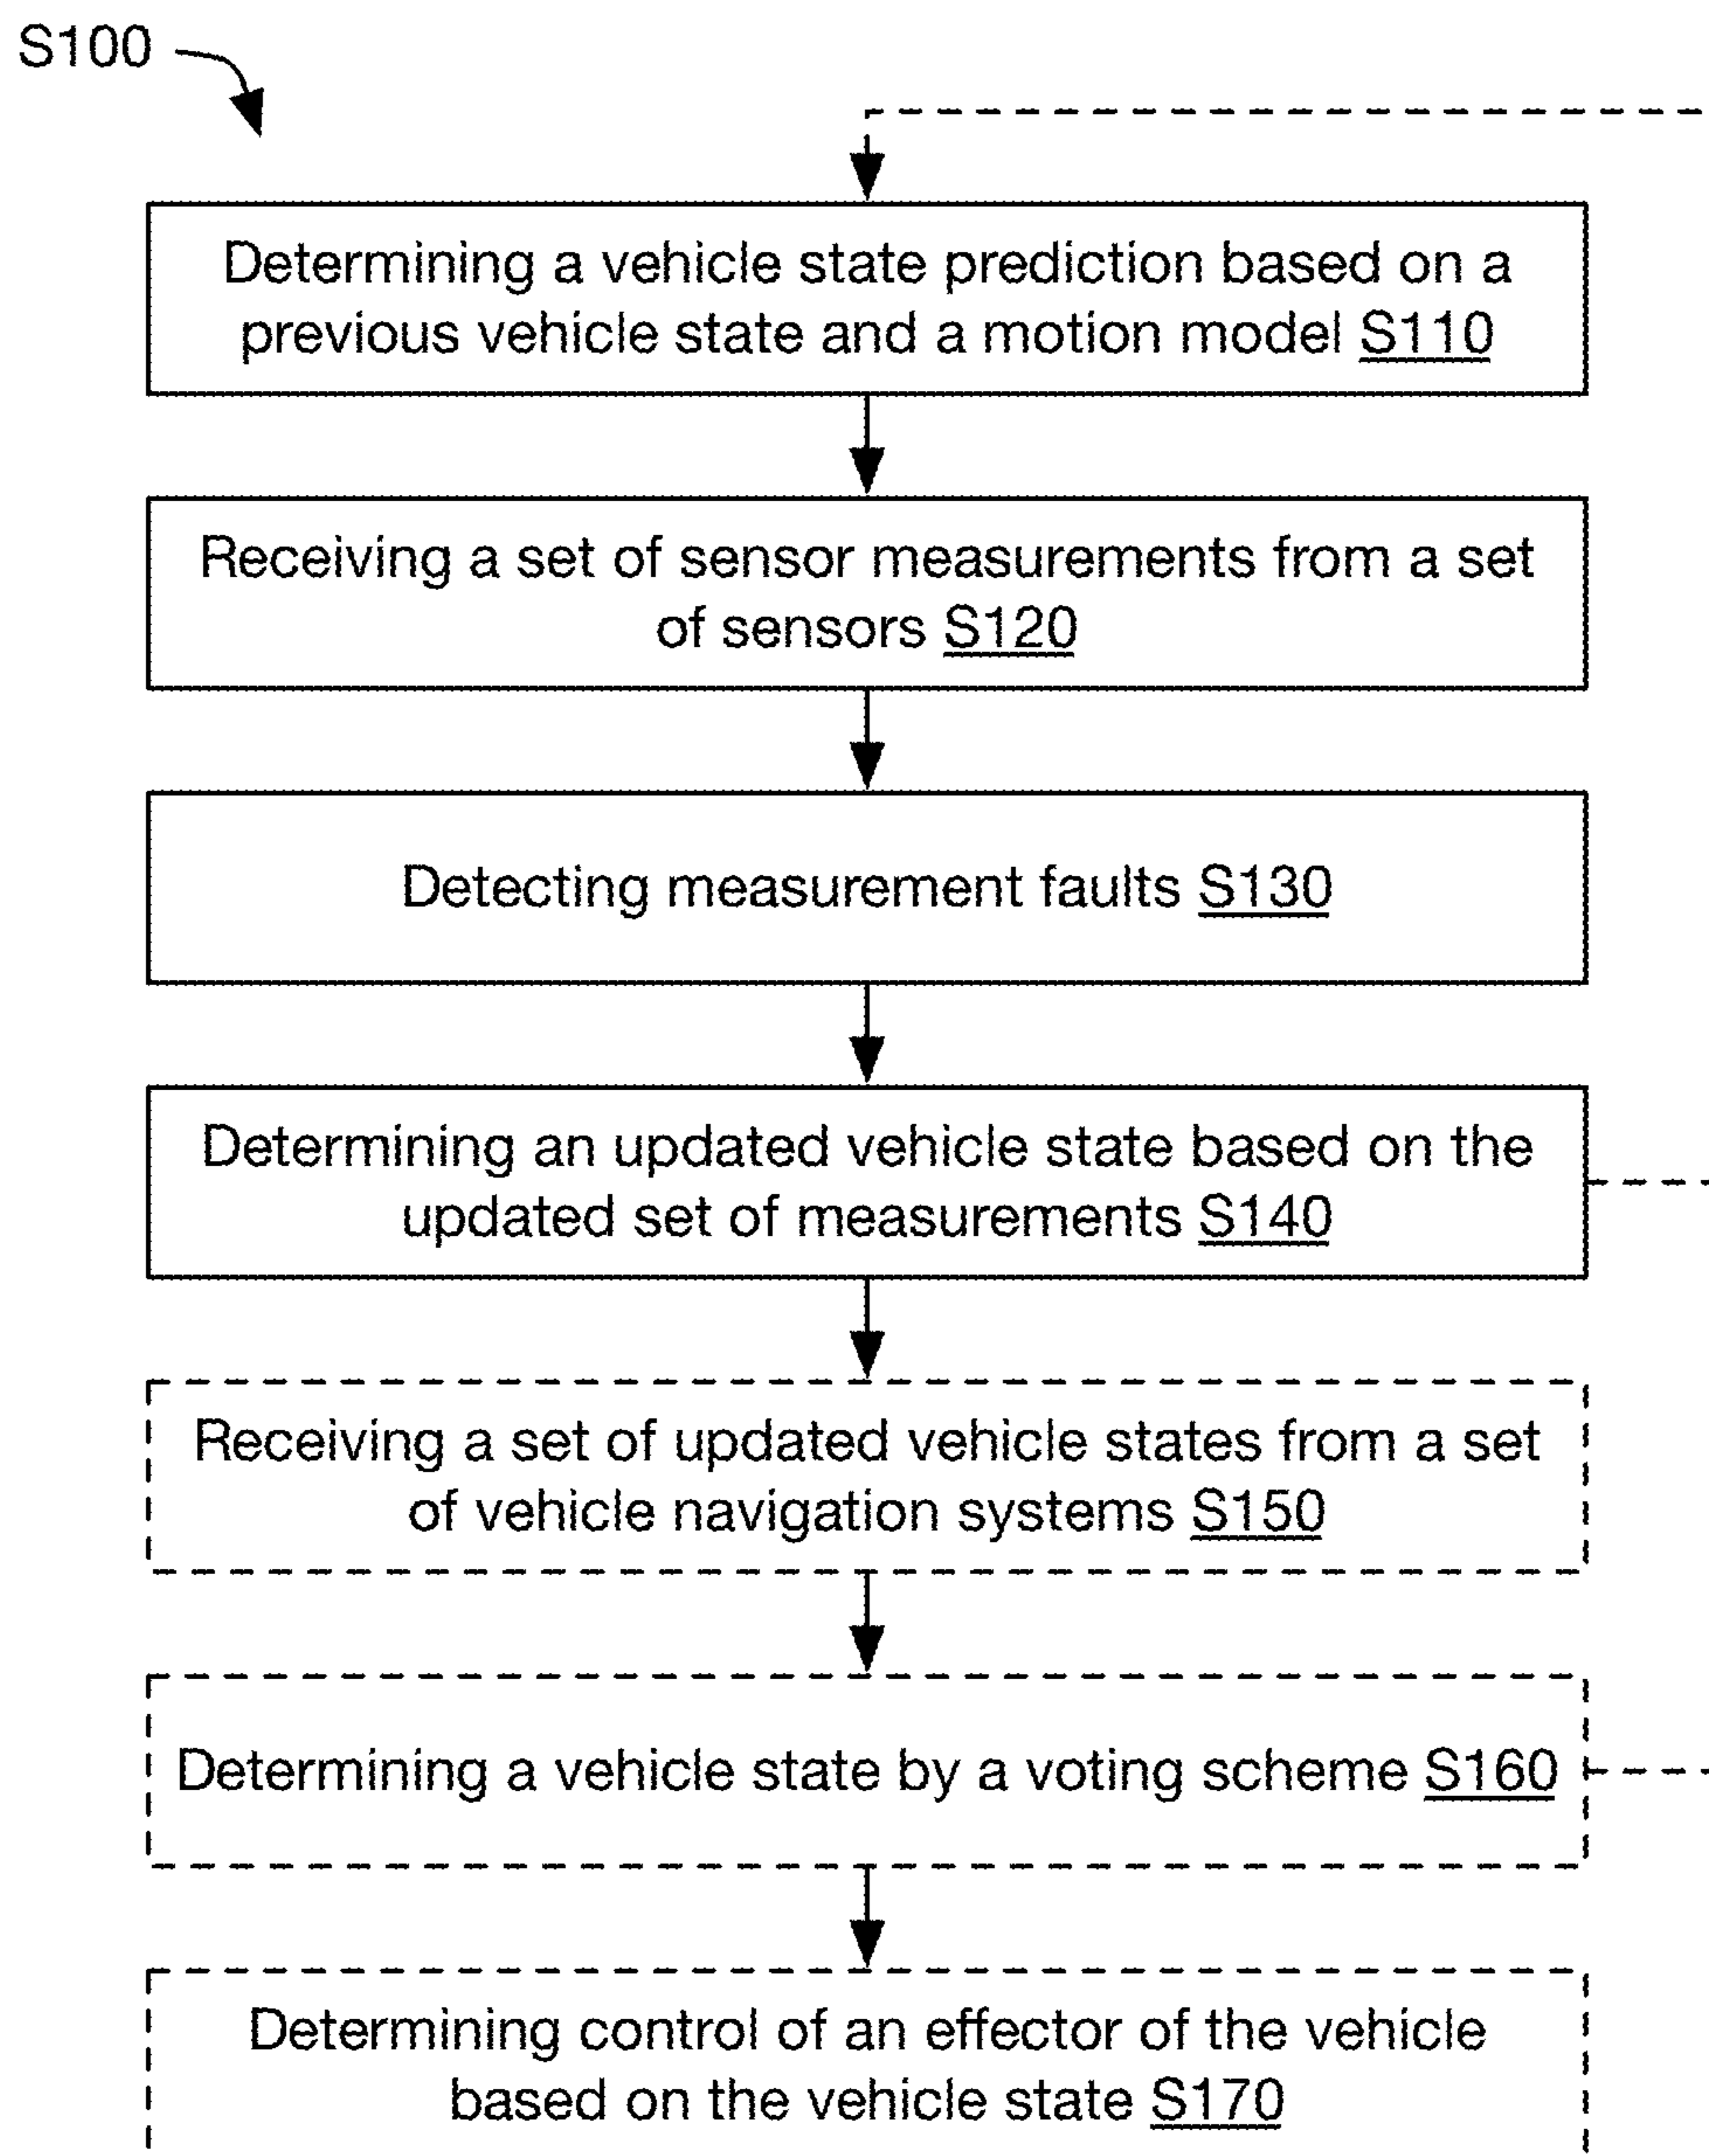 S100
Determining a vehicle state prediction based on a
previous vehicle state and a motion model S110
Receiving a set of sensor measurements from a set
of sensors S120
Detecting measurement faults S130
Determining an updated vehicle state based on the
updated set of measurements S140
Receiving a set of updated vehicle states from a set
of vehicle navigation systems S150
Determining a vehicle state by a voting scheme S160
Determining control of an effector of the vehicle
based on the vehicle state S170